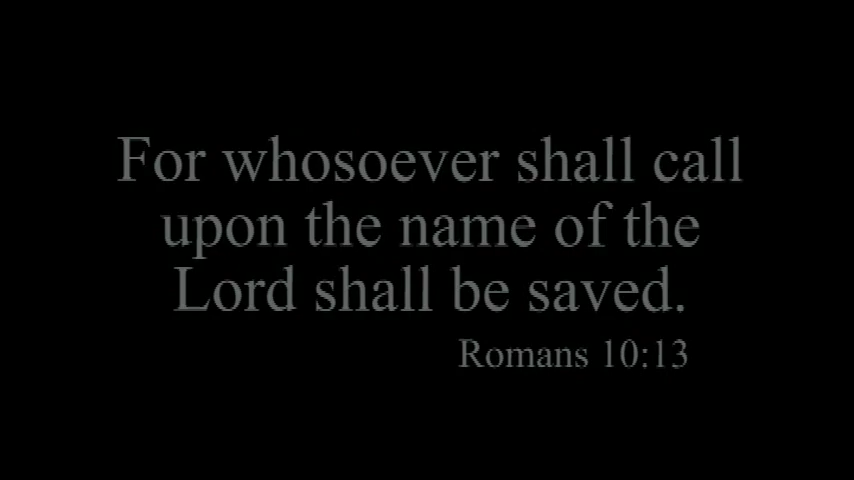 For whosoever shall call
upon the name of the
Lord shall be saved.
Romans 10:13